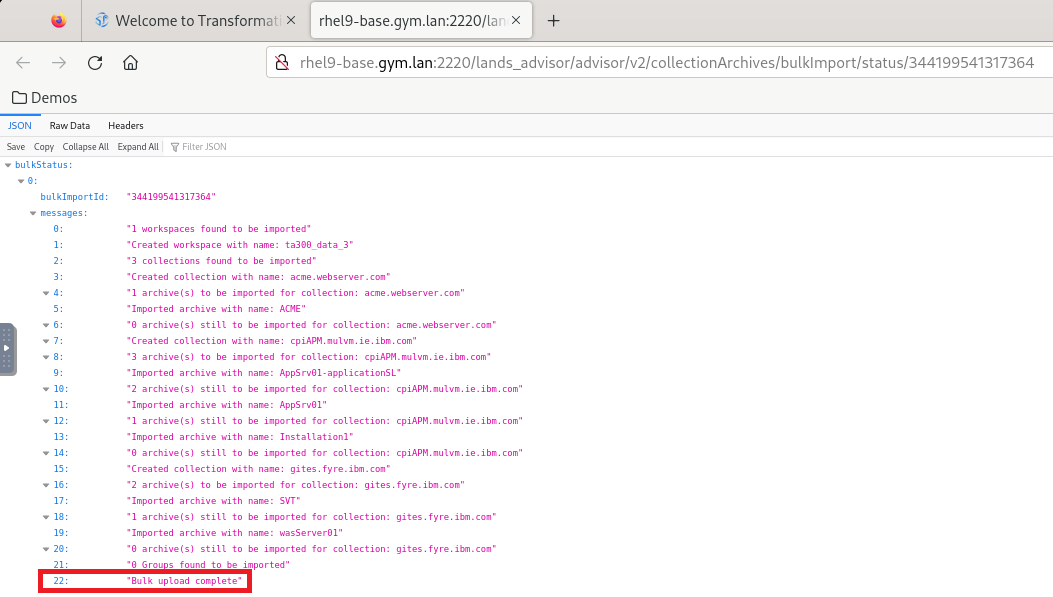 Welcome to Transformati
rhel9-base.gym.lan:2220/lan
rhel9-base.gym.lan:2220/lands_advisor/advisor/v2/collectionArchives/bulkImport/status/344199541317364
Demos
JSON Raw Data Headers
Save Copy Collapse All Expand All Filter JSON
bulkStatus:
0:
bulkImportId: "344199541317364"
messages:
0: "1 workspaces found to be imported"
1: "Created workspace with name: ta300_data_3"
2: "3 collections found to be imported"
3: "Created collection with name: acme.webserver.com"
4: "1 archive(s) to be imported for collection: acme.webserver.com"
5: "Imported archive with name: ACME"
6: "0 archive(s) still to be imported for collection: acme.webserver.com"
7: "Created collection with name: cpiAPM.mulvm.ie.ibm.com"
8: "3 archive(s) to be imported for collection: cpiAPM.mulvm.ie.ibm.com"
9: "Imported archive with name: AppSrv01-applicationSL"
10: "2 archive(s) still to be imported for collection: cpiAPM.mulvm.ie.ibm.com"
11: "Imported archive with name: AppSrv01"
12: "1 archive(s) still to be imported for collection: cpiAPM.mulvm.ie.ibm.com"
13: "Imported archive with name: Installation1"
14: "0 archive(s) still to be imported for collection: cpiAPM.mulvm.ie.ibm.com"
15: "Created collection with name: gites.fyre.ibm.com"
16: "2 archive(s) to be imported for collection: gites.fyre.ibm.com"
17: "Imported archive with name: SVT"
18: "1 archive(s) still to be imported for collection: gites.fyre.ibm.com"
19: "Imported archive with name: wasServer01"
20: "0 archive(s) still to be imported for collection: gites.fyre.ibm.com"
21: "0 Groups found to be imported"
22: "Bulk upload complete"